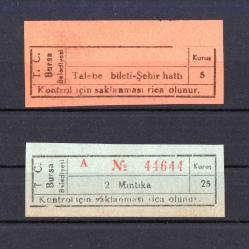 T. C.
Bursa
Belediyesi
Kuruş
Talebe bileti-Şehir hattı
5
Kontrol için saklanması rica olunur.
T. C.
Bursa
Belediyesi
A № 44644
Kuruş
2. Mıntıka
25
Kontrol için saklanması rica olunur.